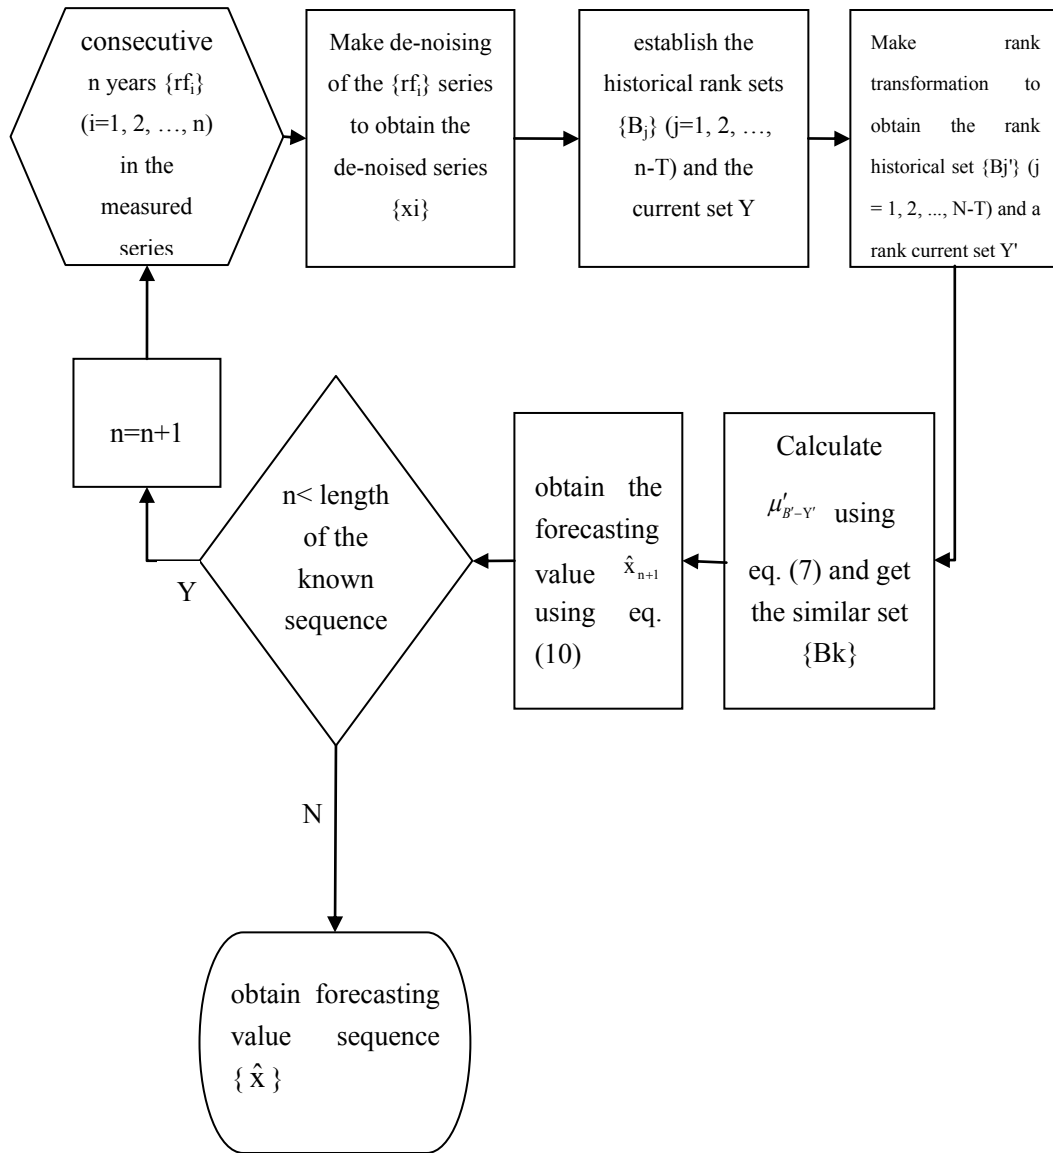 consecutive
n years {rfi}
(i=1, 2, …, n)
in the
measured
series
Make de-noising
of the {rfi} series
to obtain the
de-noised series
{xi}
establish the
historical rank sets
{Bj} (j=1, 2, …,
n-T) and the
current set Y
Make rank
transformation to
obtain the rank
historical set {Bj'} (j
= 1, 2, ..., N-T) and a
rank current set Y'
Calculate
μ′B′−Y′ using
eq. (7) and get
the similar set
{Bk}
obtain the
forecasting
value x̂n+1
using eq.
(10)
n< length
of the
known
sequence
Y
n=n+1
N
obtain forecasting
value sequence
{ x̂ }